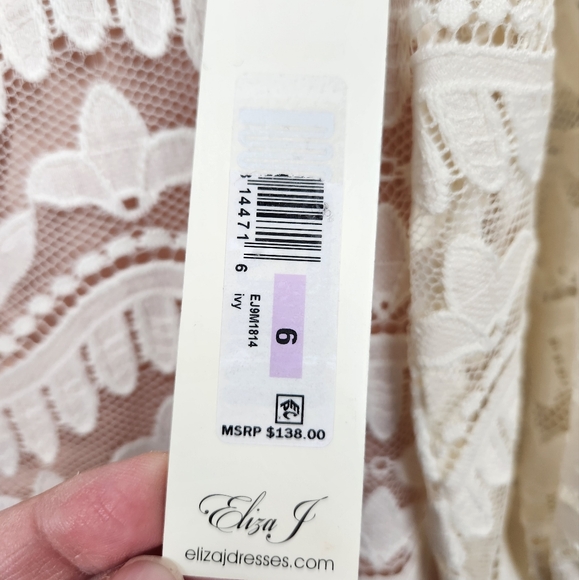 14471 6
EJ9M1814
ivy
6
MSRP $138.00
Eliza J
elizajdresses.com